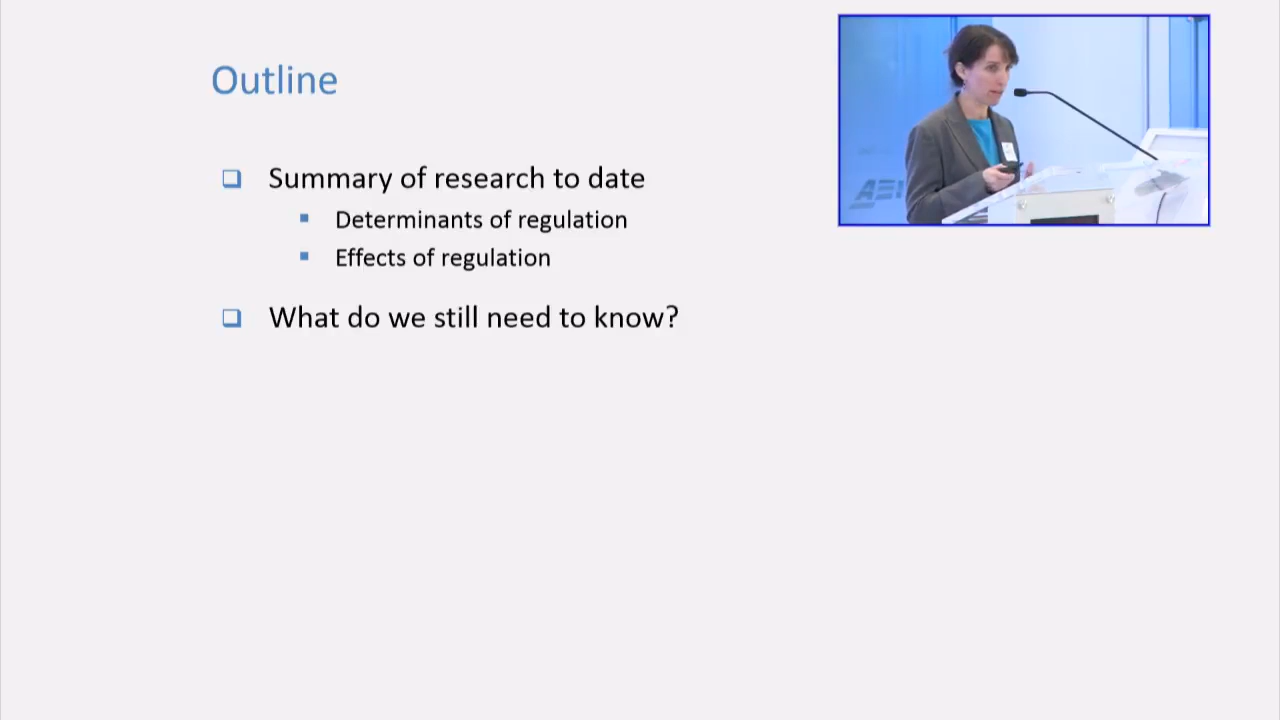 Outline
Summary of research to date
Determinants of regulation
Effects of regulation
What do we still need to know?
AEI